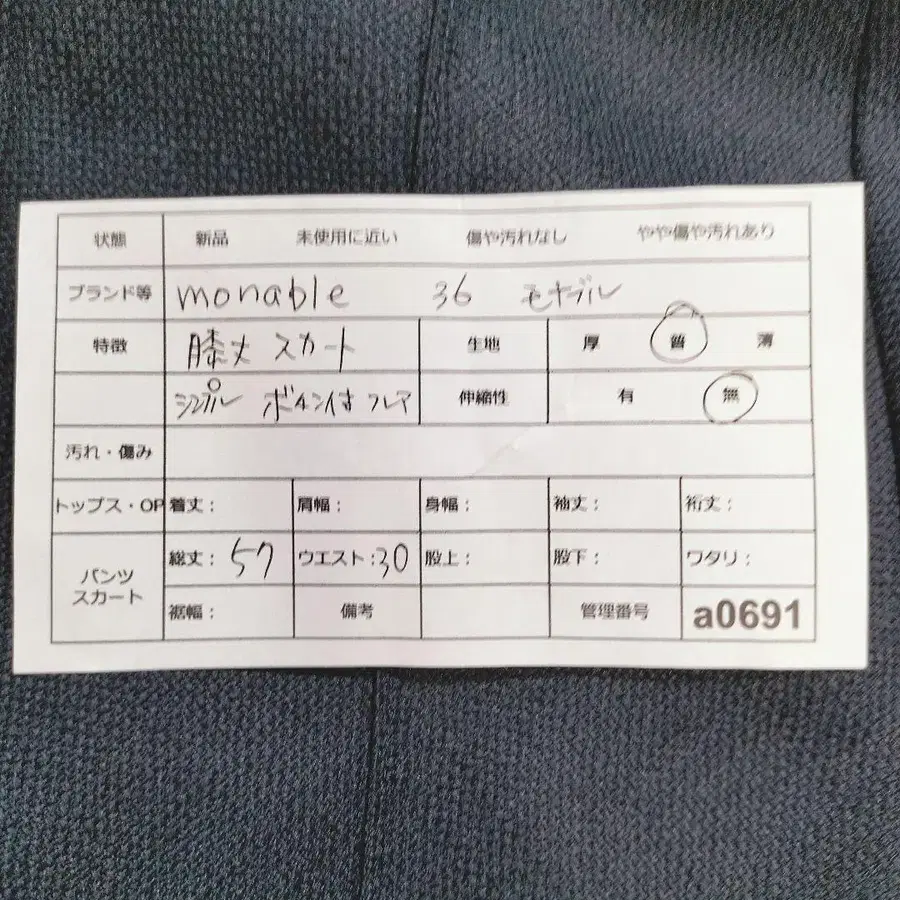 状態 新品 未使用に近い 傷や汚れなし やや傷や汚れあり
ブランド等 monable 36 モナブル
特徴 膝丈 スカート 生地 厚 普 薄
シンプル ボタン付き フレア 伸縮性 有 無
汚れ・傷み
トップス・OP 着丈: 肩幅: 身幅: 袖丈: 裄丈:
パンツ スカート 総丈: 57 ウエスト:30 股上: 股下: ワタリ:
裾幅: 備考 管理番号 a0691